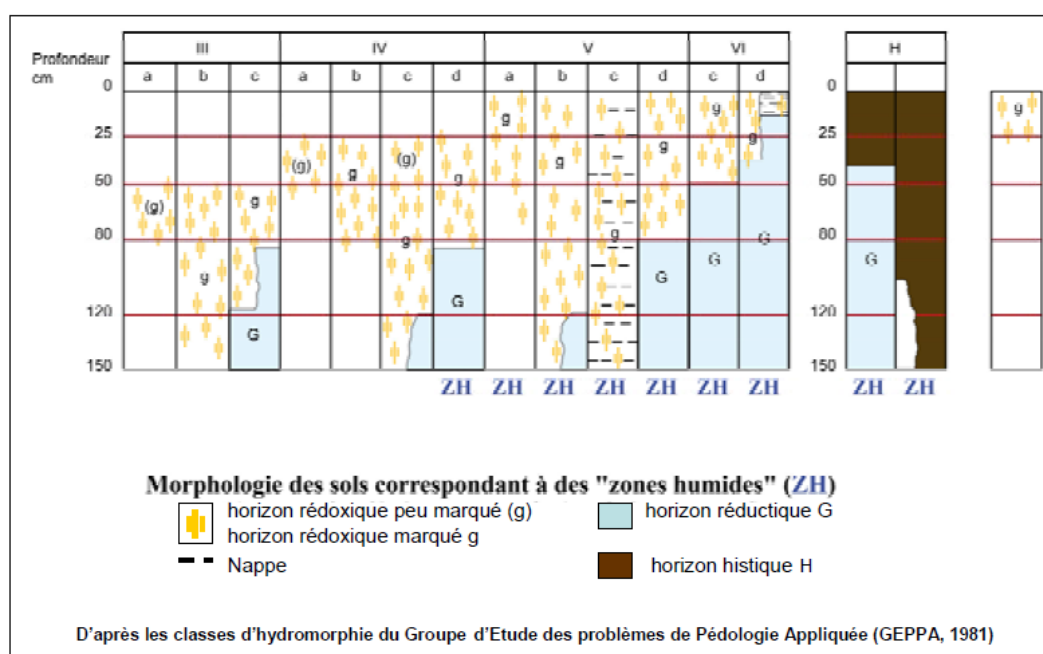 III IV V VI H
Profondeur
cm
a b c a b c d a b c d c d
0 0
g g g
25 25
(g) (g) g
g g g
50 50
(g) g g
80 g g 80
g G G G
G
120 120
G
150 150
ZH ZH ZH ZH ZH ZH ZH ZH ZH
Morphologie des sols correspondant à des "zones humides" (ZH)
horizon rédoxique peu marqué (g) horizon réductique G
horizon rédoxique marqué g
Nappe horizon histique H
D'après les classes d'hydromorphie du Groupe d'Etude des problèmes de Pédologie Appliquée (GEPPA, 1981)